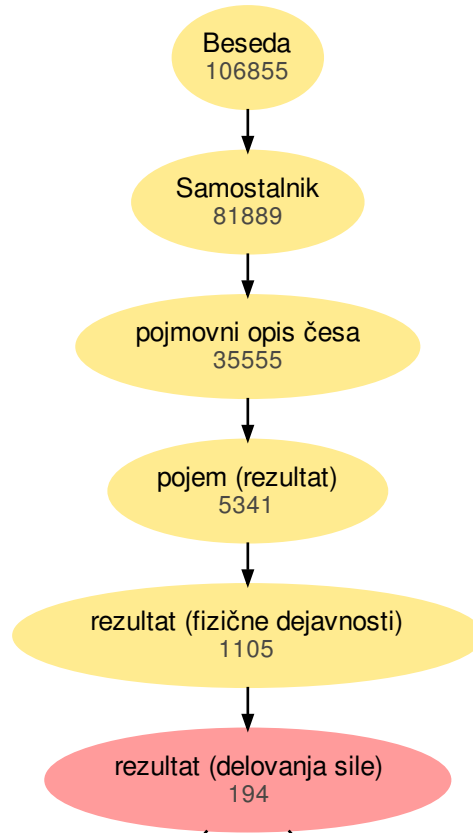 Beseda
106855
Samostalnik
81889
pojmovni opis česa
35555
pojem (rezultat)
5341
rezultat (fizične dejavnosti)
1105
rezultat (delovanja sile)
194